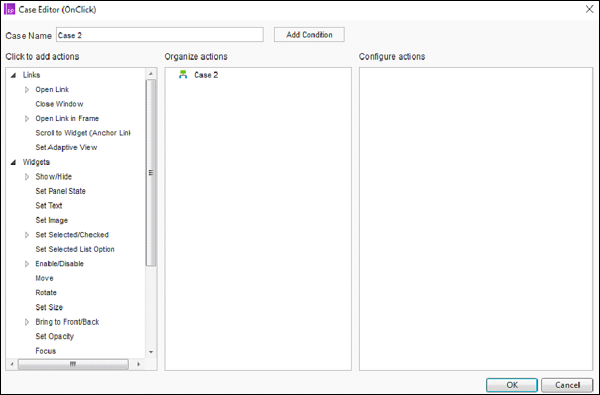 RP Case Editor (OnClick)
Case Name Case 2 Add Condition
Click to add actions Organize actions Configure actions
Links
Open Link
Close Window
Open Link in Frame
Scroll to Widget (Anchor Link
Set Adaptive View
Widgets
Show/Hide
Set Panel State
Set Text
Set Image
Set Selected/Checked
Set Selected List Option
Enable/Disable
Move
Rotate
Set Size
Bring to Front/Back
Set Opacity
Focus
Case 2
OK Cancel